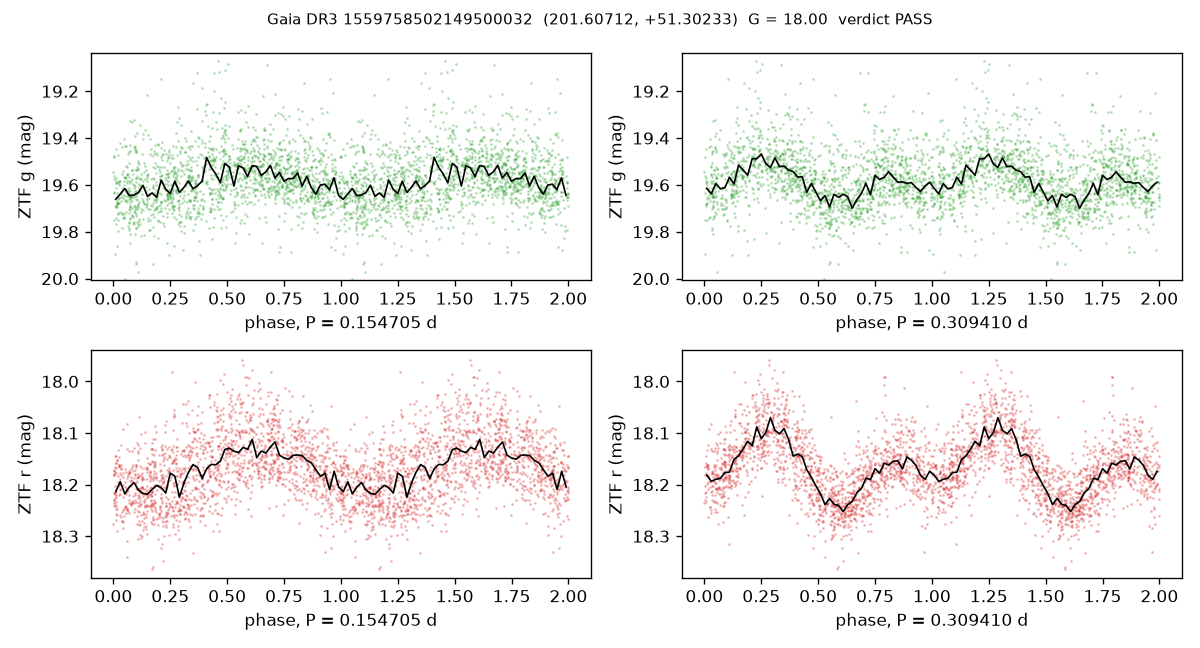 Gaia DR3 1559758502149500032  (201.60712, +51.30233)  G = 18.00  verdict PASS
ZTF g (mag)
19.2
19.4
19.6
19.8
20.0
0.00 0.25 0.50 0.75 1.00 1.25 1.50 1.75 2.00
phase, P = 0.154705 d
ZTF g (mag)
19.2
19.4
19.6
19.8
20.0
0.00 0.25 0.50 0.75 1.00 1.25 1.50 1.75 2.00
phase, P = 0.309410 d
ZTF r (mag)
18.0
18.1
18.2
18.3
0.00 0.25 0.50 0.75 1.00 1.25 1.50 1.75 2.00
phase, P = 0.154705 d
ZTF r (mag)
18.0
18.1
18.2
18.3
0.00 0.25 0.50 0.75 1.00 1.25 1.50 1.75 2.00
phase, P = 0.309410 d